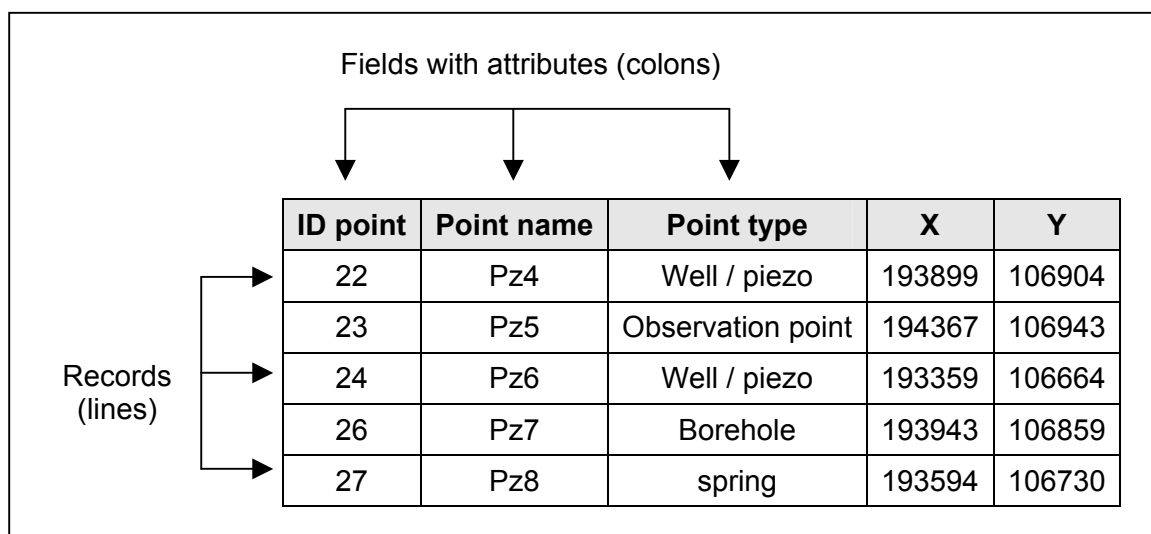 Fields with attributes (colons)
ID point Point name Point type X Y
22 Pz4 Well / piezo 193899 106904
23 Pz5 Observation point 194367 106943
24 Pz6 Well / piezo 193359 106664
26 Pz7 Borehole 193943 106859
27 Pz8 spring 193594 106730
Records
(lines)